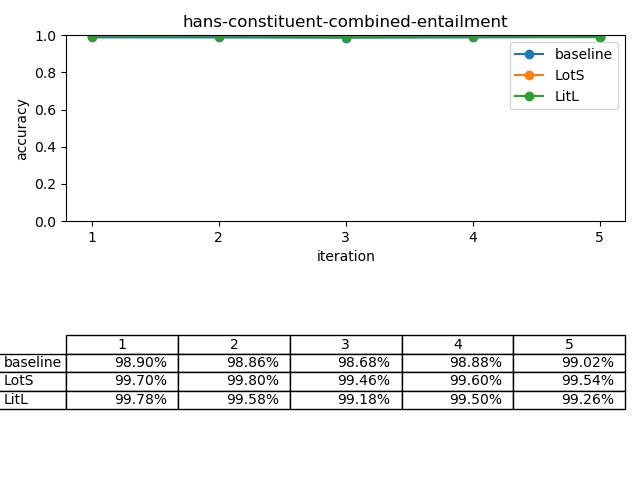 hans-constituent-combined-entailment
1.0
0.8
0.6
0.4
0.2
0.0
accuracy
baseline
LotS
LitL
1 2 3 4 5
iteration
1 2 3 4 5
baseline 98.90% 98.86% 98.68% 98.88% 99.02%
LotS 99.70% 99.80% 99.46% 99.60% 99.54%
LitL 99.78% 99.58% 99.18% 99.50% 99.26%